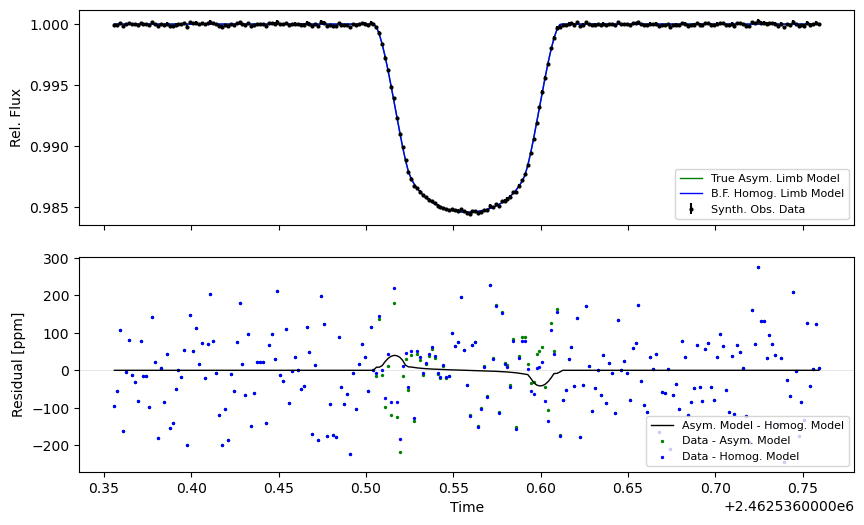 1.000
0.995
0.990
0.985
Rel. Flux
True Asym. Limb Model
B.F. Homog. Limb Model
Synth. Obs. Data
300
200
100
0
−100
−200
Residual [ppm]
Asym. Model - Homog. Model
Data - Asym. Model
Data - Homog. Model
0.35 0.40 0.45 0.50 0.55 0.60 0.65 0.70 0.75
Time
+2.4625360000e6